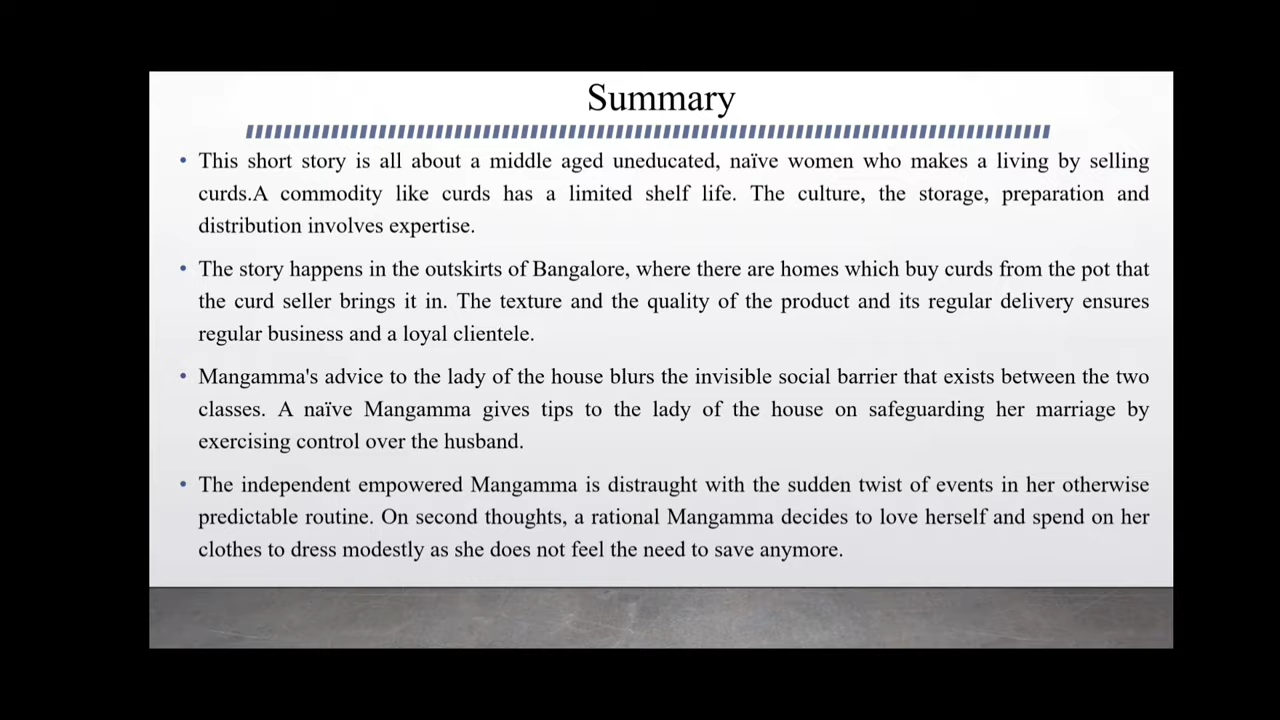 Summary
• This short story is all about a middle aged uneducated, naïve women who makes a living by selling
curds.A commodity like curds has a limited shelf life. The culture, the storage, preparation and
distribution involves expertise.
• The story happens in the outskirts of Bangalore, where there are homes which buy curds from the pot that
the curd seller brings it in. The texture and the quality of the product and its regular delivery ensures
regular business and a loyal clientele.
• Mangamma's advice to the lady of the house blurs the invisible social barrier that exists between the two
classes. A naïve Mangamma gives tips to the lady of the house on safeguarding her marriage by
exercising control over the husband.
• The independent empowered Mangamma is distraught with the sudden twist of events in her otherwise
predictable routine. On second thoughts, a rational Mangamma decides to love herself and spend on her
clothes to dress modestly as she does not feel the need to save anymore.